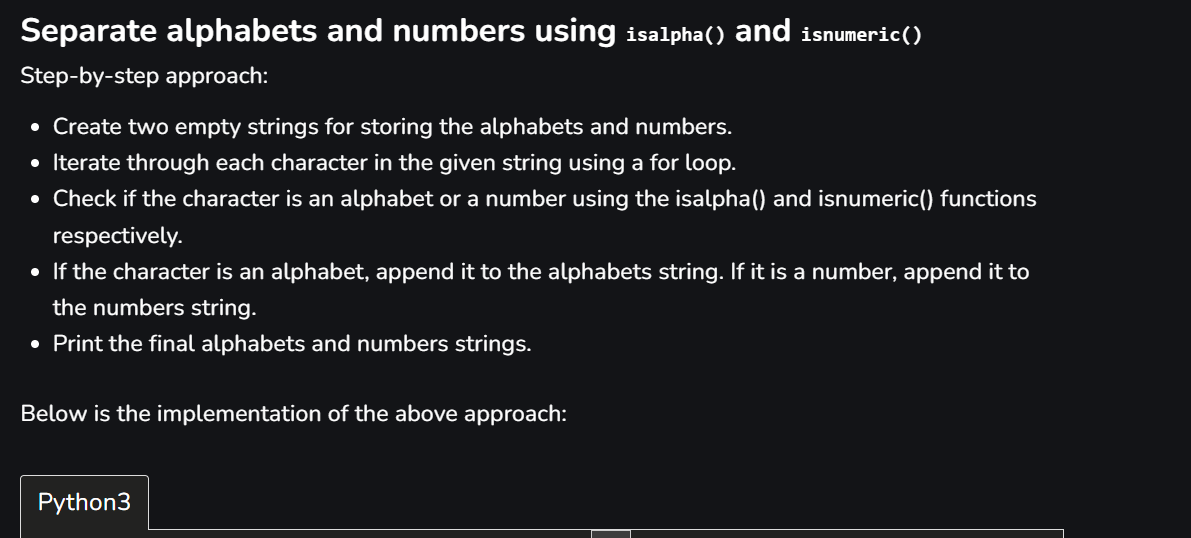 Separate alphabets and numbers using isalpha() and isnumeric()
Step-by-step approach:
• Create two empty strings for storing the alphabets and numbers.
• Iterate through each character in the given string using a for loop.
• Check if the character is an alphabet or a number using the isalpha() and isnumeric() functions
respectively.
• If the character is an alphabet, append it to the alphabets string. If it is a number, append it to
the numbers string.
• Print the final alphabets and numbers strings.
Below is the implementation of the above approach:
Python3